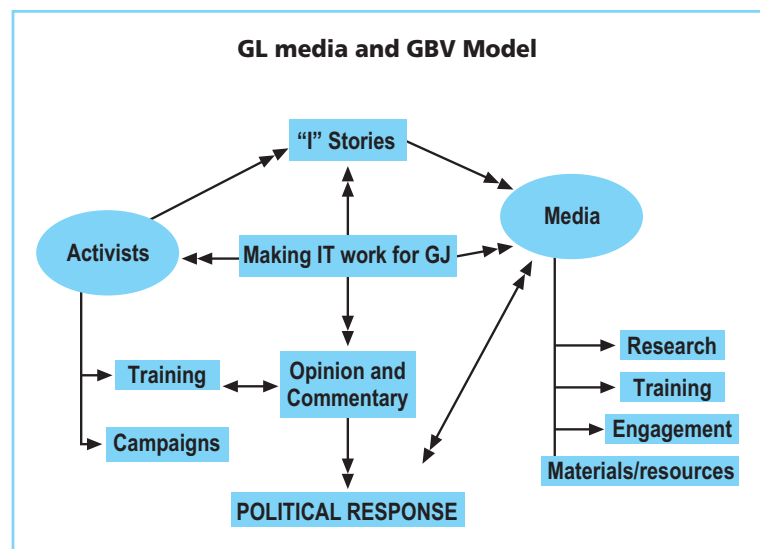 GL media and GBV Model
“I” Stories
Activists
Making IT work for GJ
Media
Training
Opinion and
Commentary
Campaigns
Research
Training
Engagement
Materials/resources
POLITICAL RESPONSE